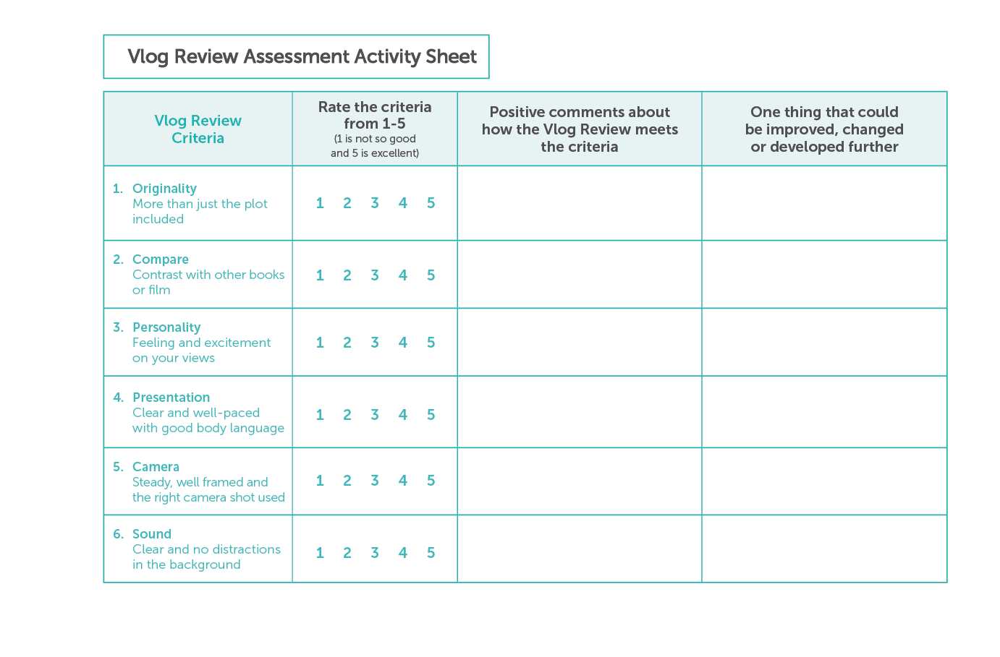 Vlog Review Assessment Activity Sheet
Vlog Review
Criteria
Rate the criteria
from 1-5
(1 is not so good
and 5 is excellent)
Positive comments about
how the Vlog Review meets
the criteria
One thing that could
be improved, changed
or developed further
1. Originality
More than just the plot
included
1 2 3 4 5
2. Compare
Contrast with other books
or film
1 2 3 4 5
3. Personality
Feeling and excitement
on your views
1 2 3 4 5
4. Presentation
Clear and well-paced
with good body language
1 2 3 4 5
5. Camera
Steady, well framed and
the right camera shot used
1 2 3 4 5
6. Sound
Clear and no distractions
in the background
1 2 3 4 5